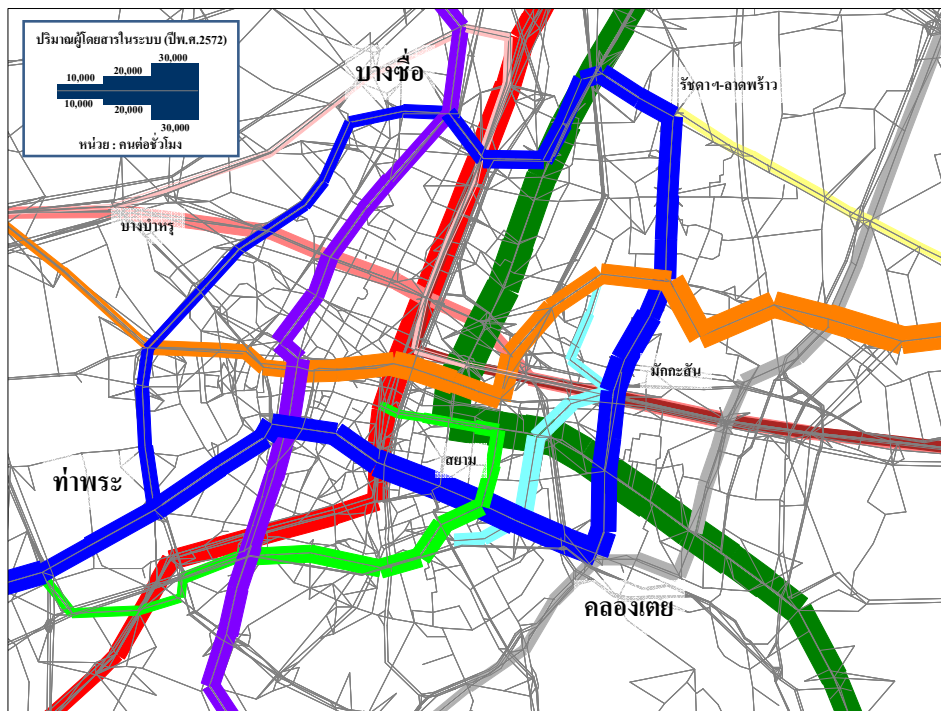 ปริมาณผู้โดยสารในระบบ (ปีพ.ศ.2572)
30,000
20,000
10,000
10,000
20,000
30,000
หน่วย : คนต่อชั่วโมง
บางซื่อ
รัชดาฯ-ลาดพร้าว
บางบำหรุ
มักกะสัน
สยาม
ท่าพระ
คลองเตย